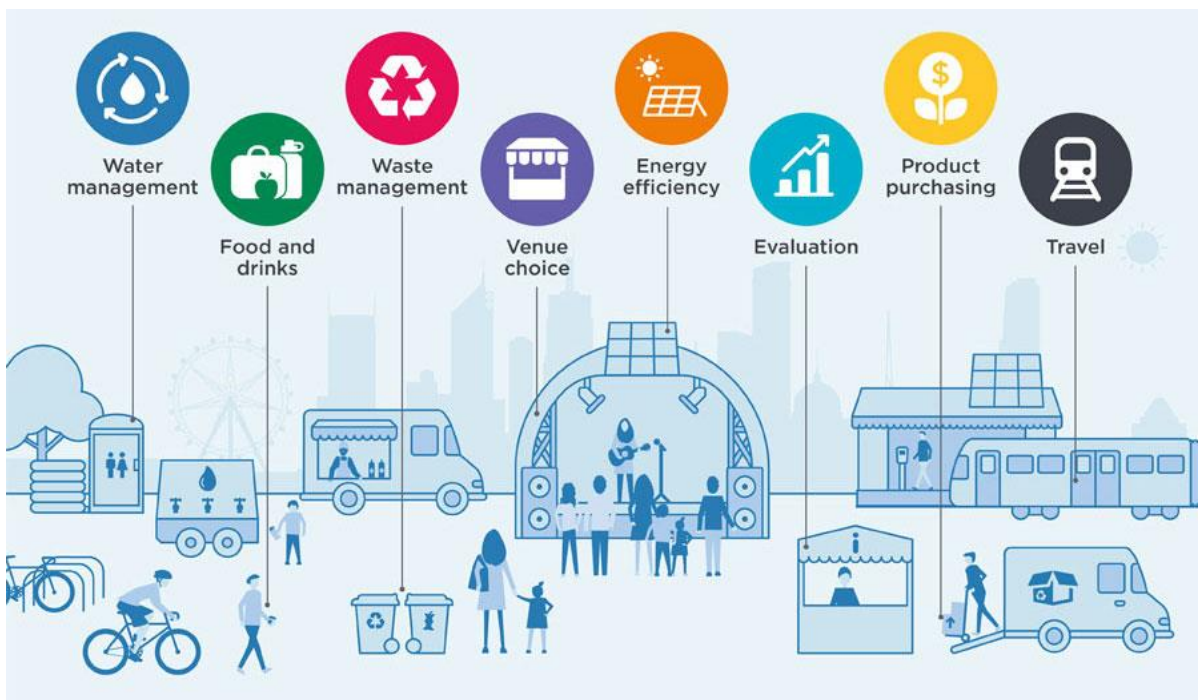 Water
management
Food and
drinks
Waste
management
Venue
choice
$
Energy
efficiency
Evaluation
Product
purchasing
Travel
i